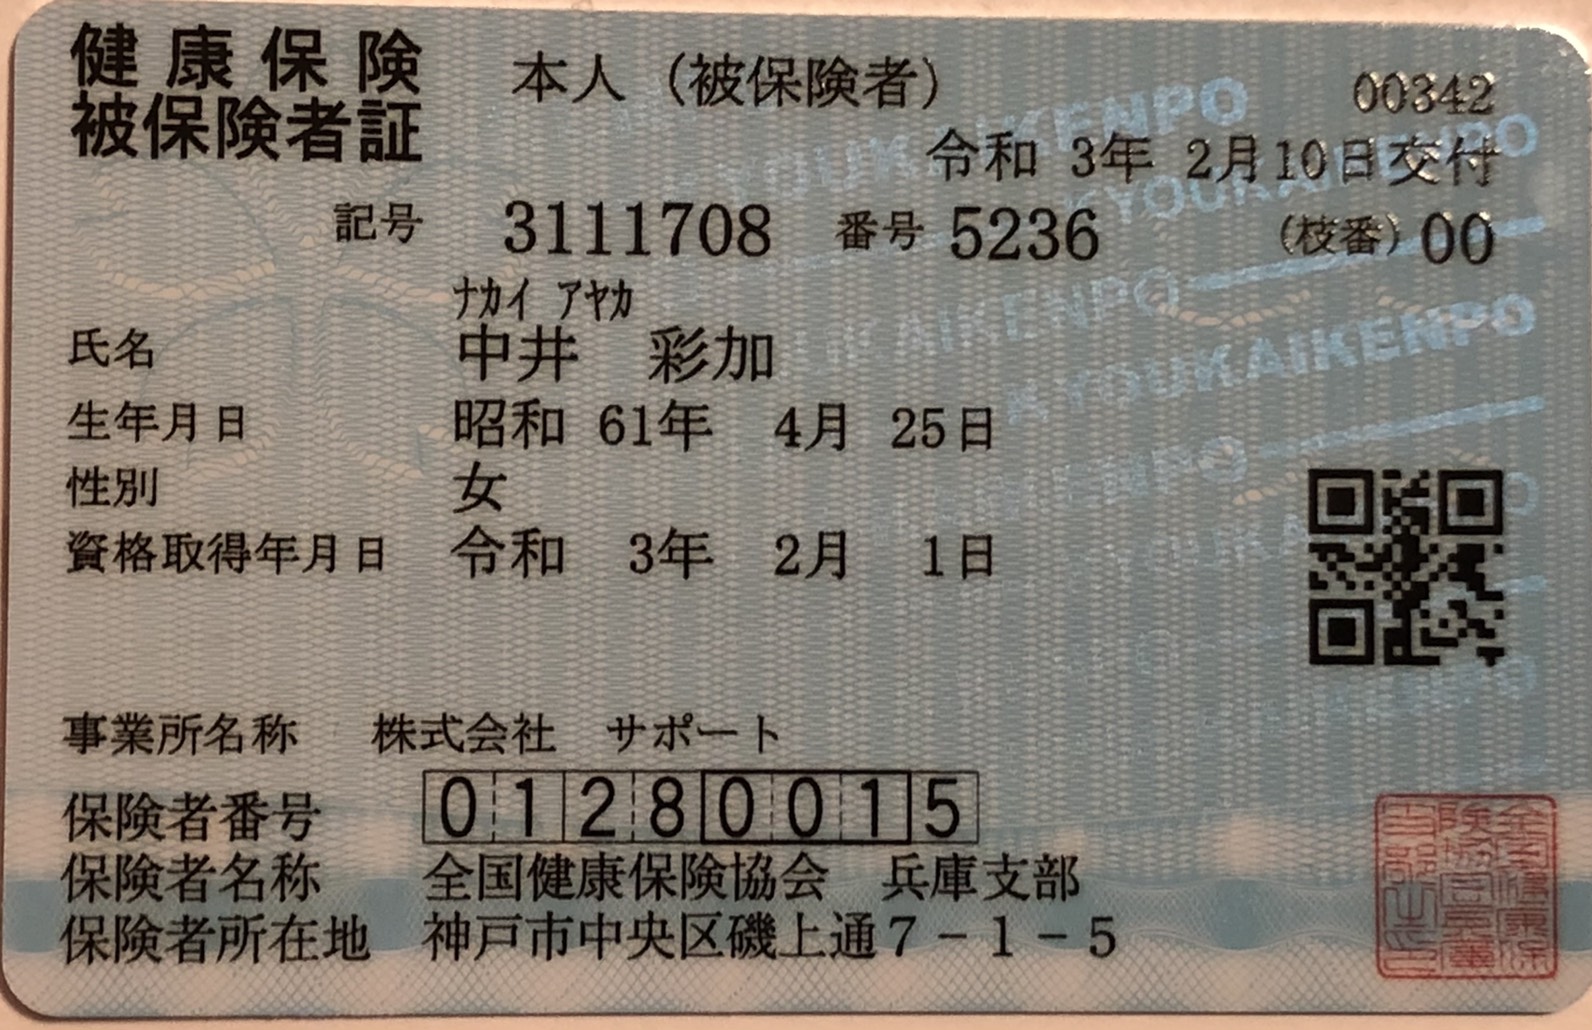 健康保険 本人（被保険者） 00342
被保険者証
令和 3年 2月10日交付
記号 3111708 番号 5236 （枝番）00
ﾅｶｲ ｱﾔｶ
氏名 中井 彩加
生年月日 昭和 61年 4月 25日
性別 女
資格取得年月日 令和 3年 2月 1日
事業所名称 株式会社 サポート
保険者番号 01280015
保険者名称 全国健康保険協会 兵庫支部
保険者所在地 神戸市中央区磯上通7－1－5
KYOUKAIKENPO